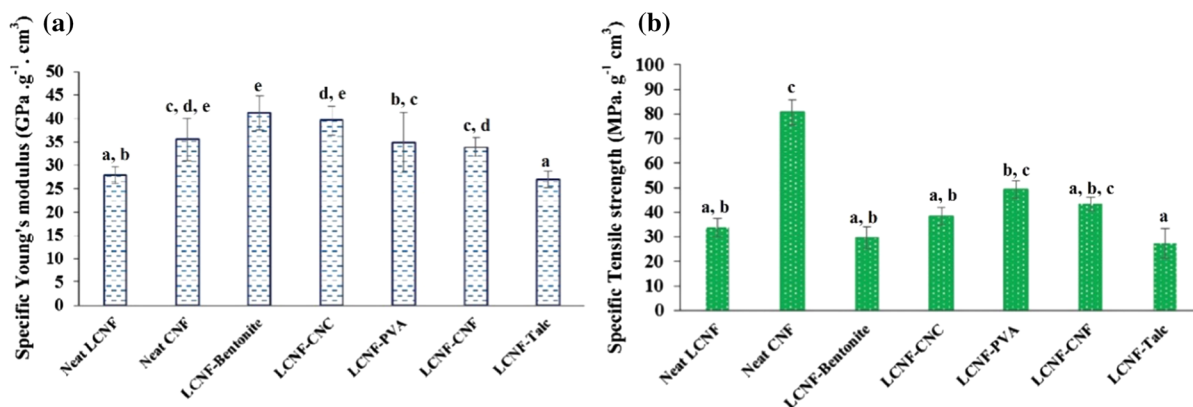 (a)
Specific Young's modulus (GPa .g⁻¹. cm³)
50
45
40
35
30
25
20
15
10
5
0
a, b
c, d, e
e
d, e
b, c
c, d
a
Neat LCNF
Neat CNF
LCNF-Bentonite
LCNF-CNC
LCNF-PVA
LCNF-CNF
LCNF-Talc
(b)
Specific Tensile strength (MPa. g⁻¹ cm³)
100
90
80
70
60
50
40
30
20
10
0
a, b
c
a, b
a, b
b, c
a, b, c
a
Neat LCNF
Neat CNF
LCNF-Bentonite
LCNF-CNC
LCNF-PVA
LCNF-CNF
LCNF-Talc